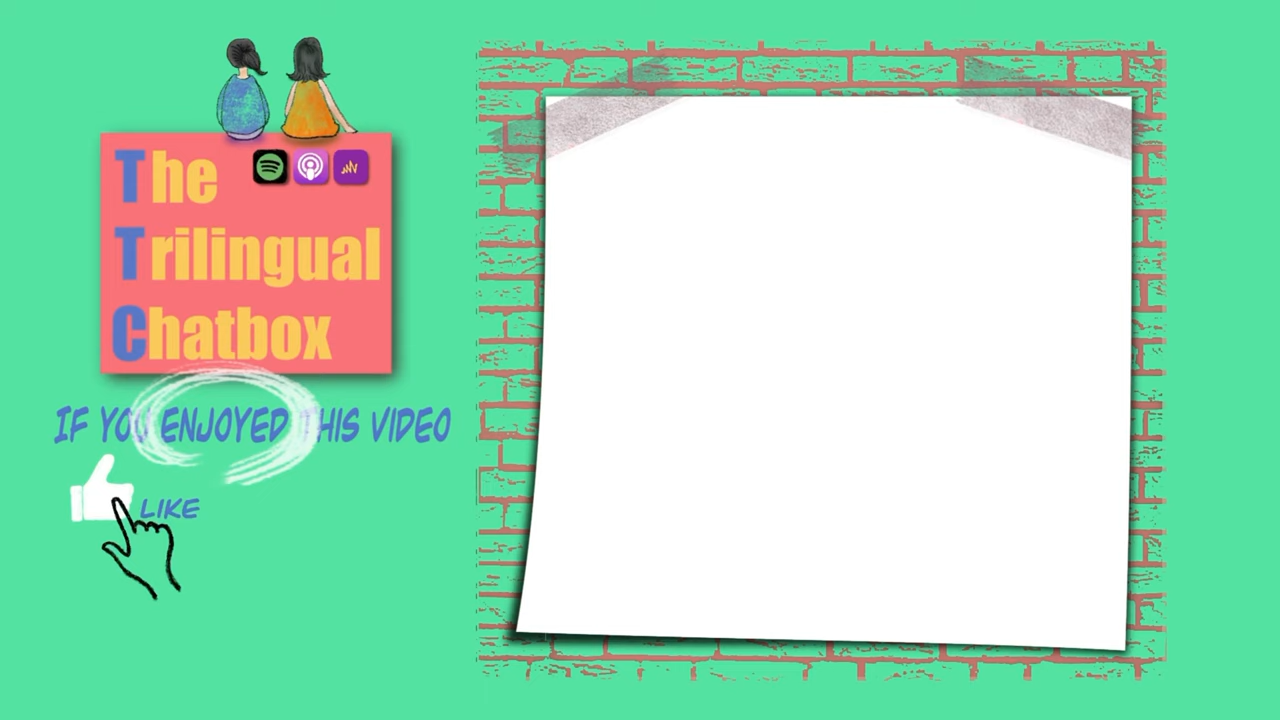 The
Trilingual
Chatbox
IF YOU ENJOYED THIS VIDEO
LIKE